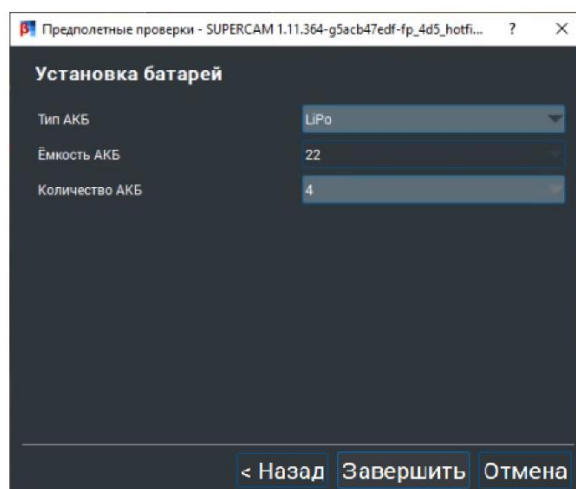 Предполетные проверки - SUPERCAM 1.11.364-g5acb47edf-fp_4d5_hotfi... ?
Установка батарей
Тип АКБ LiPo
Ёмкость АКБ 22
Количество АКБ 4
< Назад Завершить Отмена